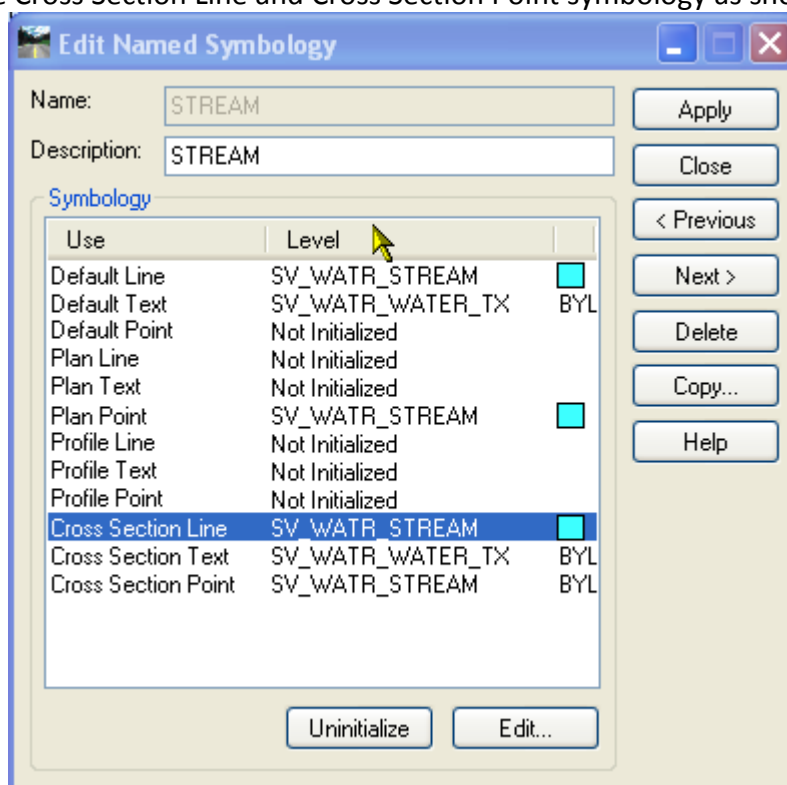 Cross Section Line and Cross Section Point symbology as
Edit Named Symbology
Name: STREAM
Apply
Description: STREAM
Close
Symbology
< Previous
Use Level
Default Line SV_WATR_STREAM
Next >
Default Text SV_WATR_WATER_TX BYL
Default Point Not Initialized
Delete
Plan Line Not Initialized
Plan Text Not Initialized
Copy...
Plan Point SV_WATR_STREAM
Profile Line Not Initialized
Help
Profile Text Not Initialized
Profile Point Not Initialized
Cross Section Line SV_WATR_STREAM
Cross Section Text SV_WATR_WATER_TX BYL
Cross Section Point SV_WATR_STREAM BYL
Uninitialize Edit...